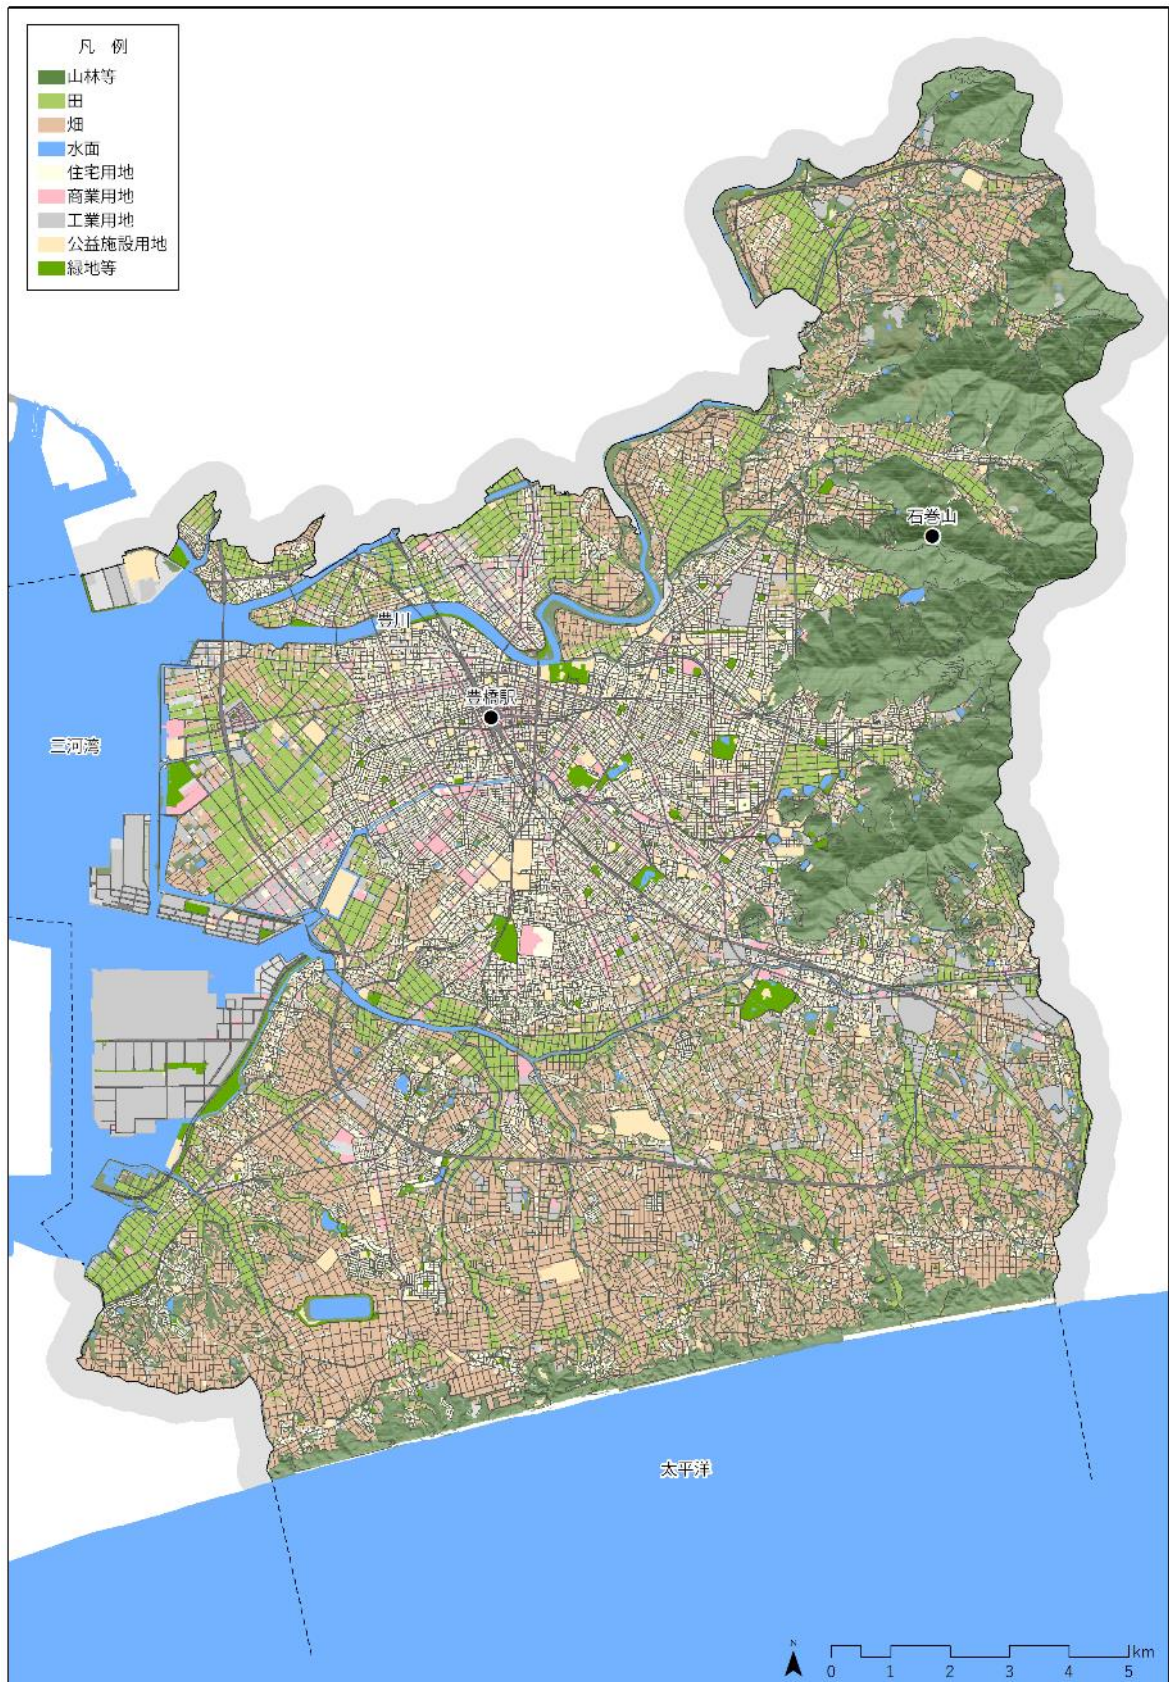 凡 例
山林等
田
畑
水面
住宅用地
商業用地
工業用地
公益施設用地
緑地等
石巻山
豊川
豊橋駅
三河湾
太平洋
N
km
0 1 2 3 4 5